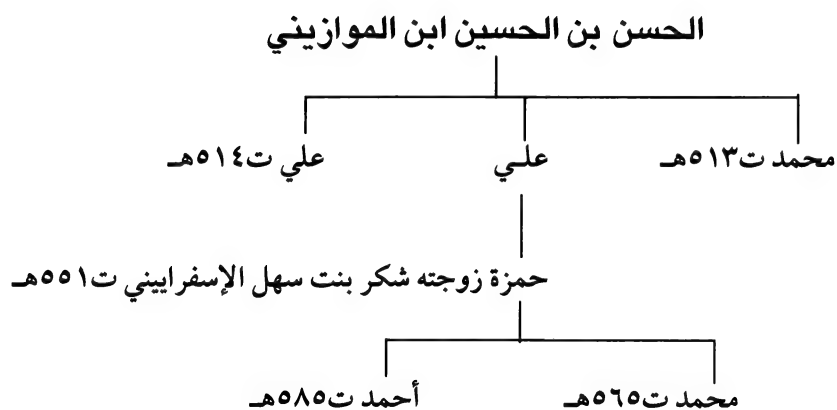 الحسن بن الحسين ابن الموازيني
محمد ت٥١٣هـ علي علي ت٥١٤هـ
حمزة زوجته شكر بنت سهل الإسفراييني ت٥٥١هـ
محمد ت٥٦٥هـ أحمد ت٥٨٥هـ